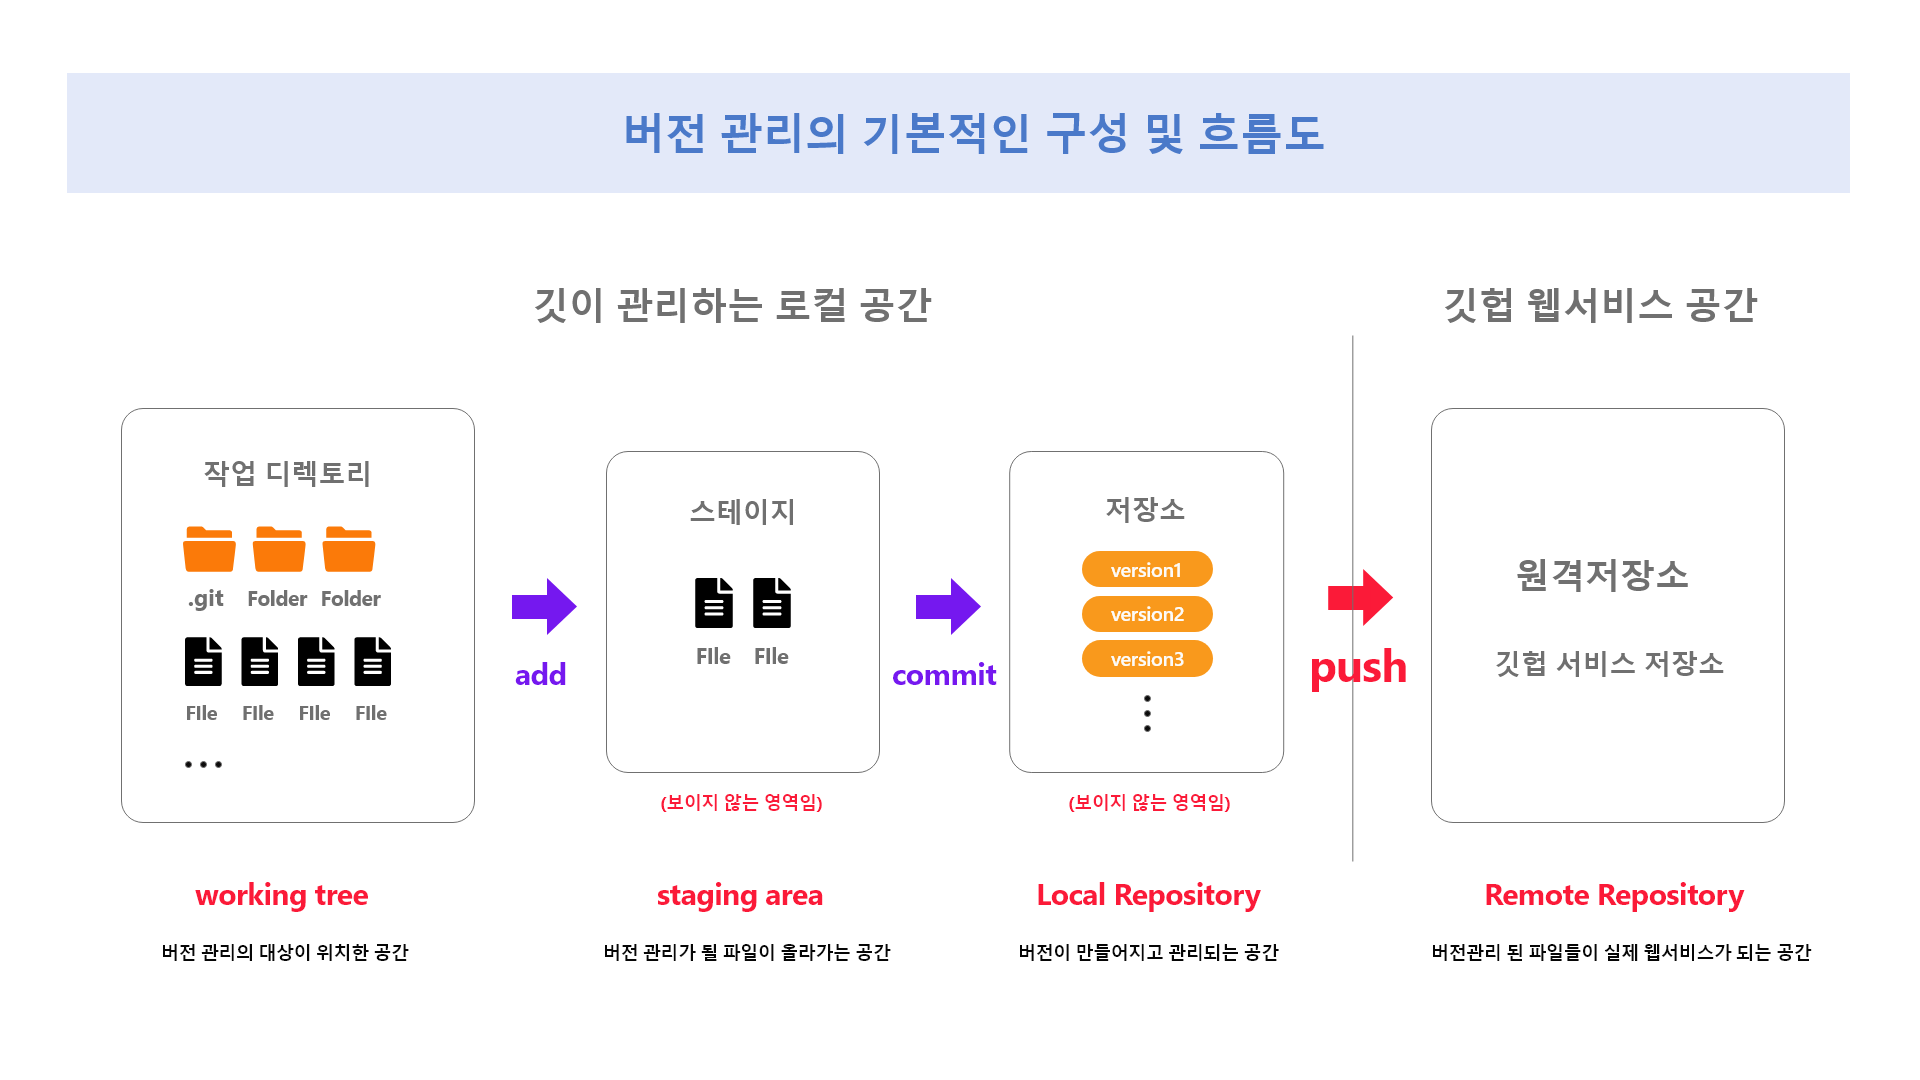 버전 관리의 기본적인 구성 및 흐름도
깃이 관리하는 로컬 공간
깃헙 웹서비스 공간
작업 디렉토리
.git Folder Folder
FIle FIle FIle FIle
add
스테이지
FIle FIle
(보이지 않는 영역임)
commit
저장소
version1
version2
version3
(보이지 않는 영역임)
push
원격저장소
깃헙 서비스 저장소
working tree
버전 관리의 대상이 위치한 공간
staging area
버전 관리가 될 파일이 올라가는 공간
Local Repository
버전이 만들어지고 관리되는 공간
Remote Repository
버전관리 된 파일들이 실제 웹서비스가 되는 공간